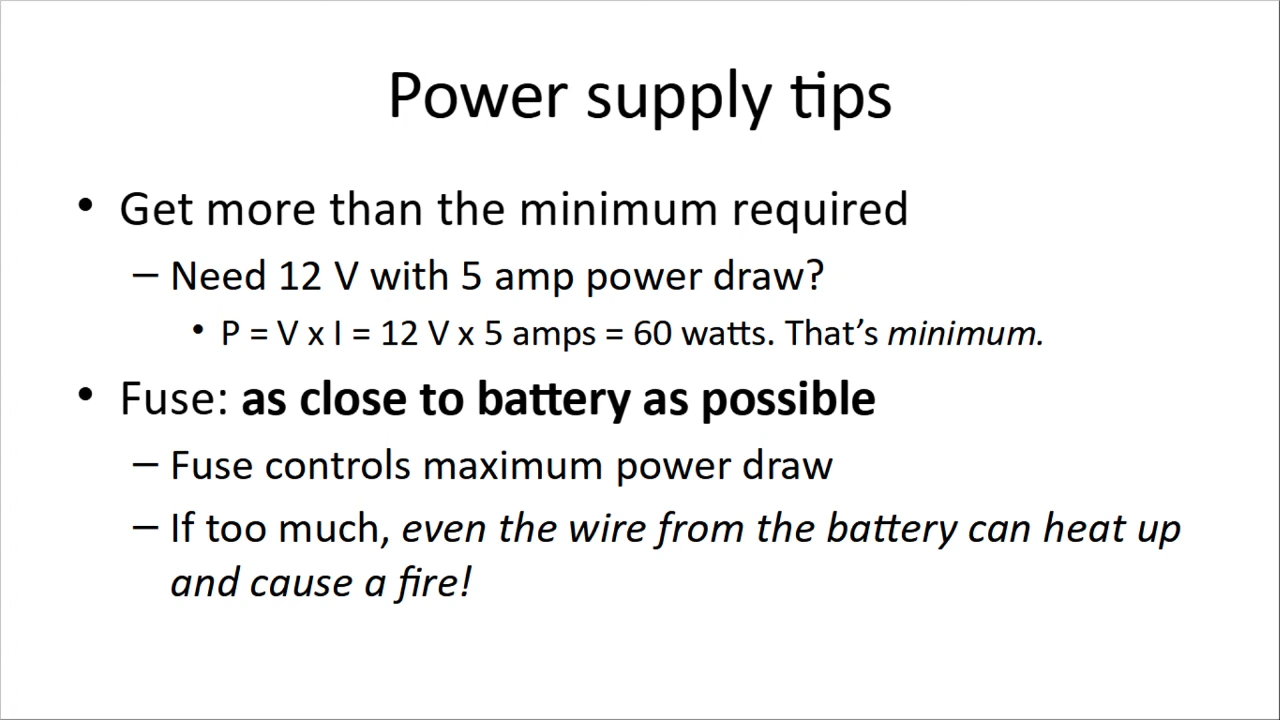 Power supply tips
• Get more than the minimum required
– Need 12 V with 5 amp power draw?
• P = V x I = 12 V x 5 amps = 60 watts. That’s minimum.
• Fuse: as close to battery as possible
– Fuse controls maximum power draw
– If too much, even the wire from the battery can heat up
and cause a fire!